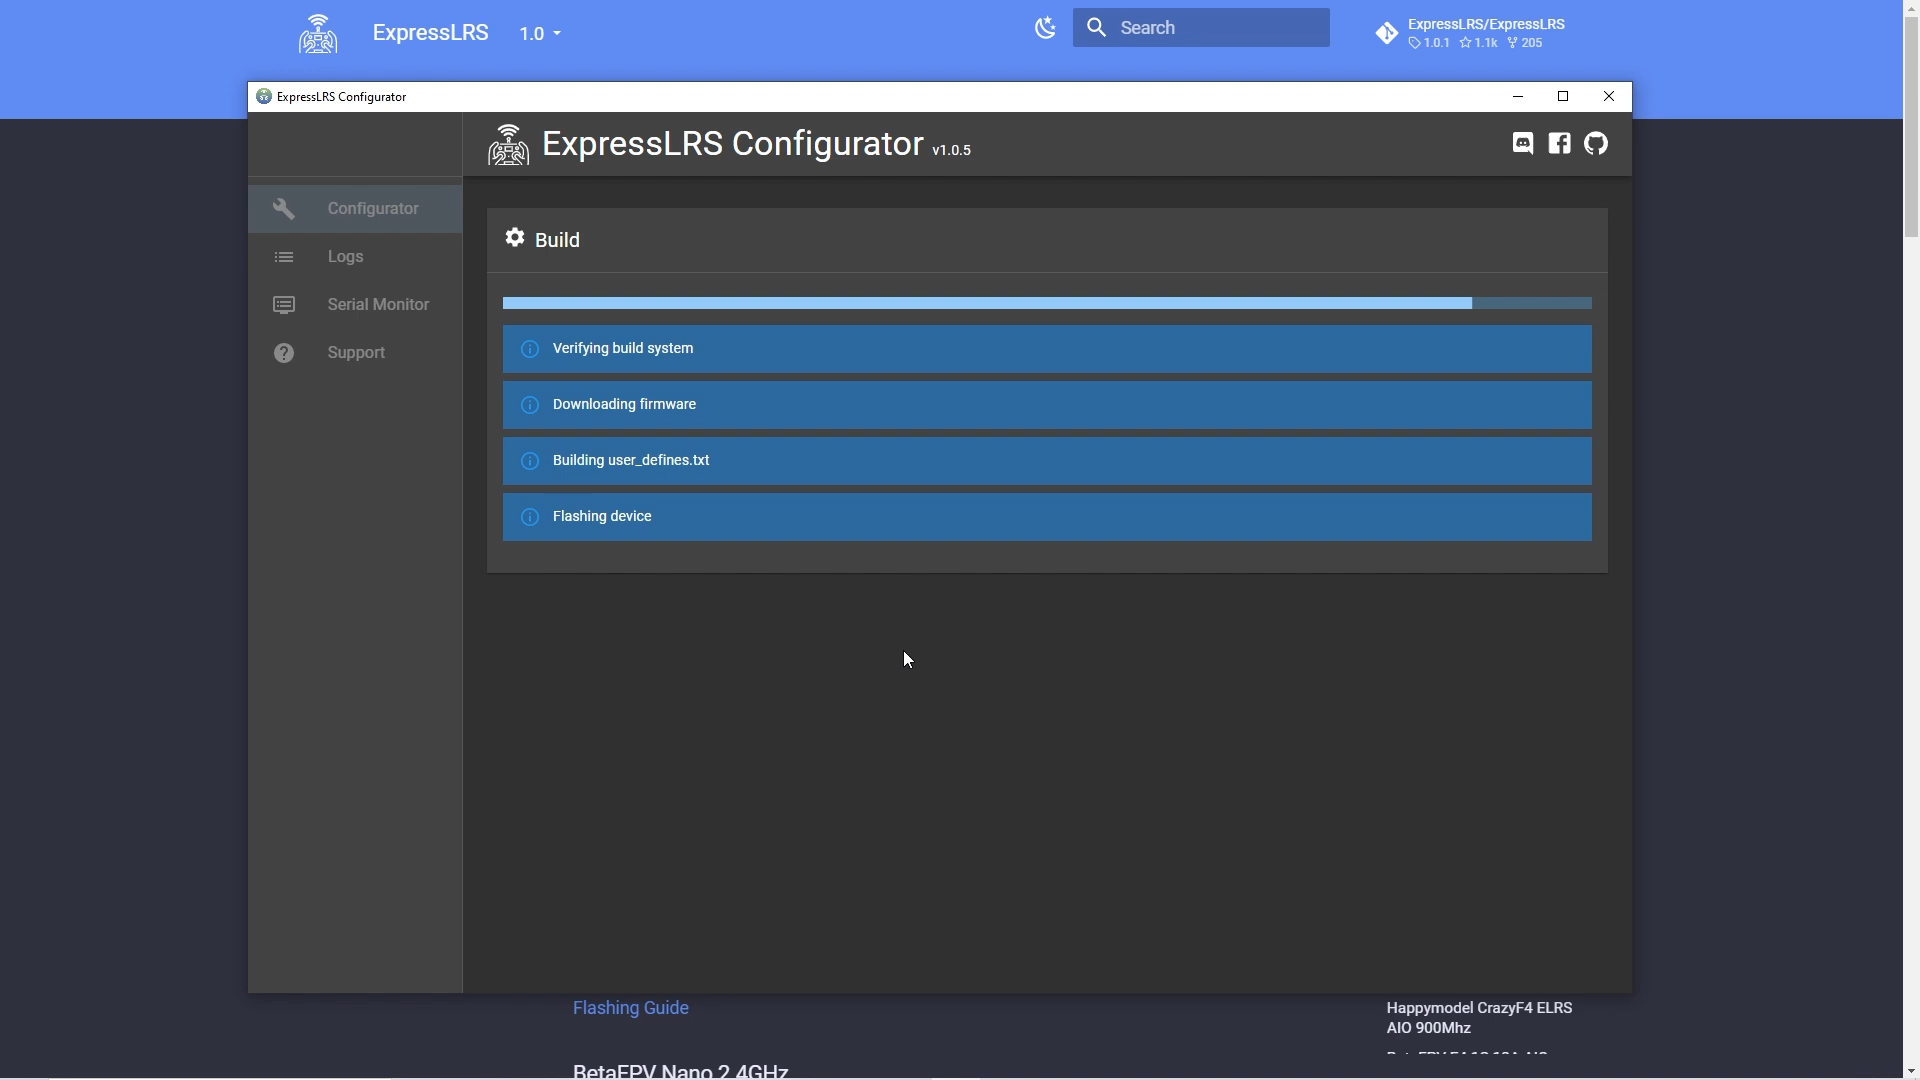 ExpressLRS
1.0
Search
ExpressLRS/ExpressLRS
1.0.1 1.1k 205
ExpressLRS Configurator
ExpressLRS Configurator v1.0.5
Configurator
Logs
Serial Monitor
Support
Build
Verifying build system
Downloading firmware
Building user_defines.txt
Flashing device
Flashing Guide
BetaFPV Nano 2.4GHz
Happymodel CrazyF4 ELRS
AIO 900Mhz